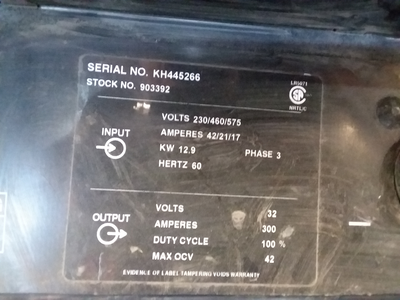 SERIAL NO. KH445266
STOCK NO. 903392
LR5071
NRTL/C
INPUT
VOLTS 230/460/575
AMPERES 42/21/17
KW 12.9 PHASE 3
HERTZ 60
OUTPUT
VOLTS 32
AMPERES 300
DUTY CYCLE 100 %
MAX OCV 42
EVIDENCE OF LABEL TAMPERING VOIDS WARRANTY